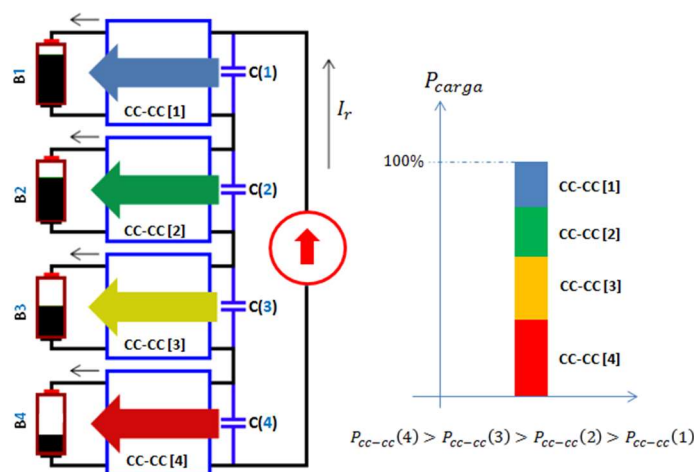 B1
CC-CC [1]
C(1)
B2
CC-CC [2]
C(2)
B3
CC-CC [3]
C(3)
B4
CC-CC [4]
C(4)
I_r
P_carga
100%
CC-CC [1]
CC-CC [2]
CC-CC [3]
CC-CC [4]
P_cc−cc(4) > P_cc−cc(3) > P_cc−cc(2) > P_cc−cc(1)